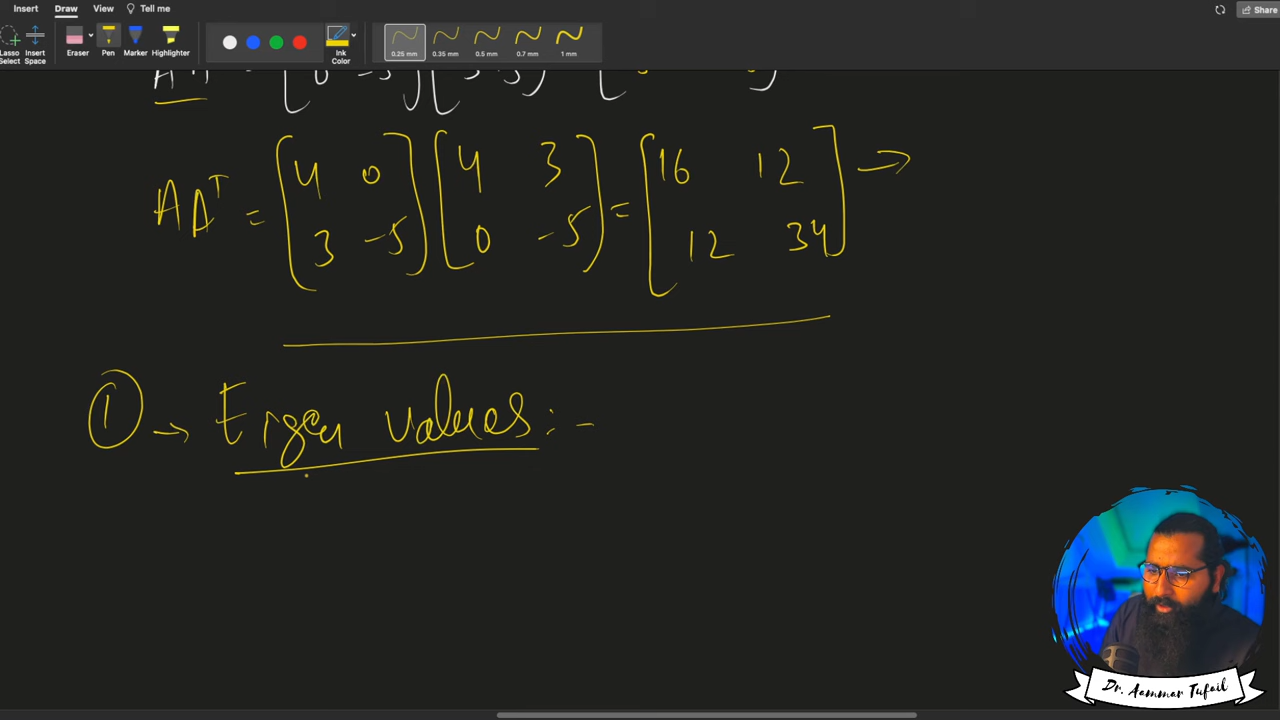 Insert Draw View Tell me
Share
Lasso Select Insert Space Eraser Pen Marker Highlighter Ink Color 0.25 mm 0.35 mm 0.5 mm 0.7 mm 1 mm
AAᵀ = [4 0 [4 3 = [16 12 →
3 -5] 0 -5] 12 34]
① → Eigen values :-
Dr. Aammar Tufail